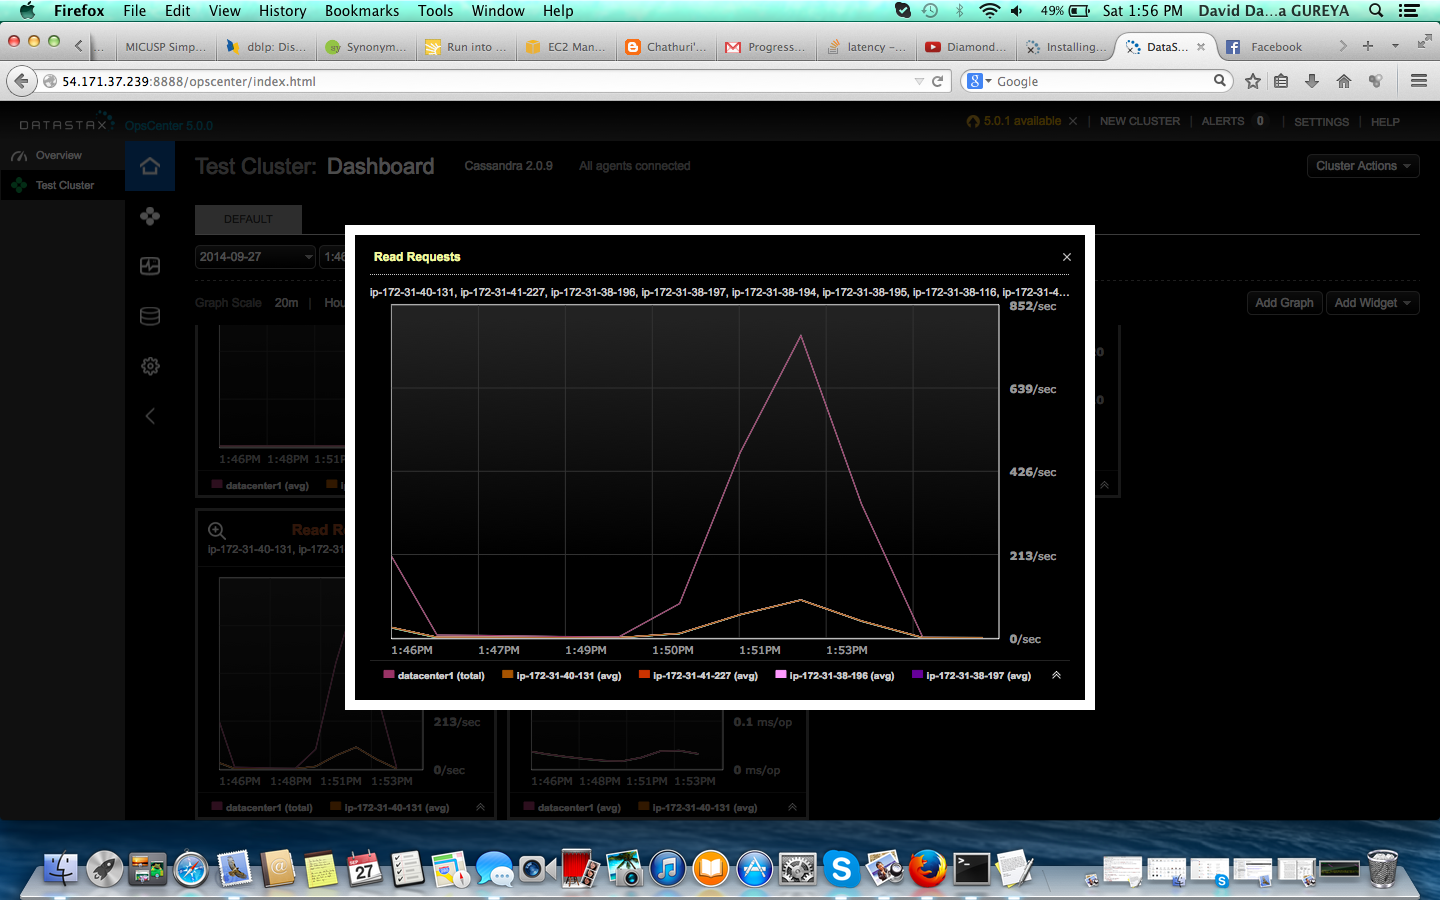 Firefox File Edit View History Bookmarks Tools Window Help 49% Sat 1:56 PM David Da...a GUREYA
... MICUSP Simp... dblp: Dis... Synonym... Run into ... EC2 Man... Chathuri'... Progress... latency –... Diamond... Installing... DataS... Facebook
54.171.37.239:8888/opscenter/index.html Google
DATASTAX OpsCenter 5.0.0 5.0.1 available NEW CLUSTER ALERTS 0 SETTINGS HELP
Overview
Test Cluster
Test Cluster: Dashboard Cassandra 2.0.9 All agents connected Cluster Actions
DEFAULT
2014-09-27 1:46
Graph Scale 20m Hou
Add Graph Add Widget
Read Requests
ip-172-31-40-131, ip-172-31-41-227, ip-172-31-38-196, ip-172-31-38-197, ip-172-31-38-194, ip-172-31-38-195, ip-172-31-38-116, ip-172-31-4...
852/sec
639/sec
426/sec
213/sec
0/sec
1:46PM 1:47PM 1:49PM 1:50PM 1:51PM 1:53PM
datacenter1 (total) ip-172-31-40-131 (avg) ip-172-31-41-227 (avg) ip-172-31-38-196 (avg) ip-172-31-38-197 (avg)
1:46PM 1:48PM 1:51P
datacenter1 (avg)
Read R
ip-172-31-40-131, ip-172-31
213/sec
0/sec
1:46PM 1:48PM 1:51PM 1:53PM
datacenter1 (total) ip-172-31-40-131 (avg)
0.1 ms/op
0 ms/op
1:46PM 1:48PM 1:51PM 1:53PM
datacenter1 (avg) ip-172-31-40-131 (avg)
SEP
27